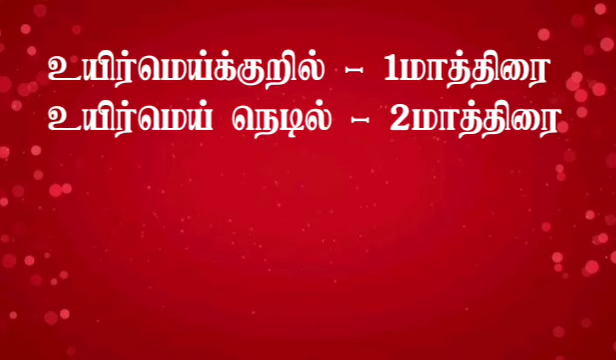 உயிர்மெய்க்குறில் - 1மாத்திரை
உயிர்மெய் நெடில் - 2மாத்திரை